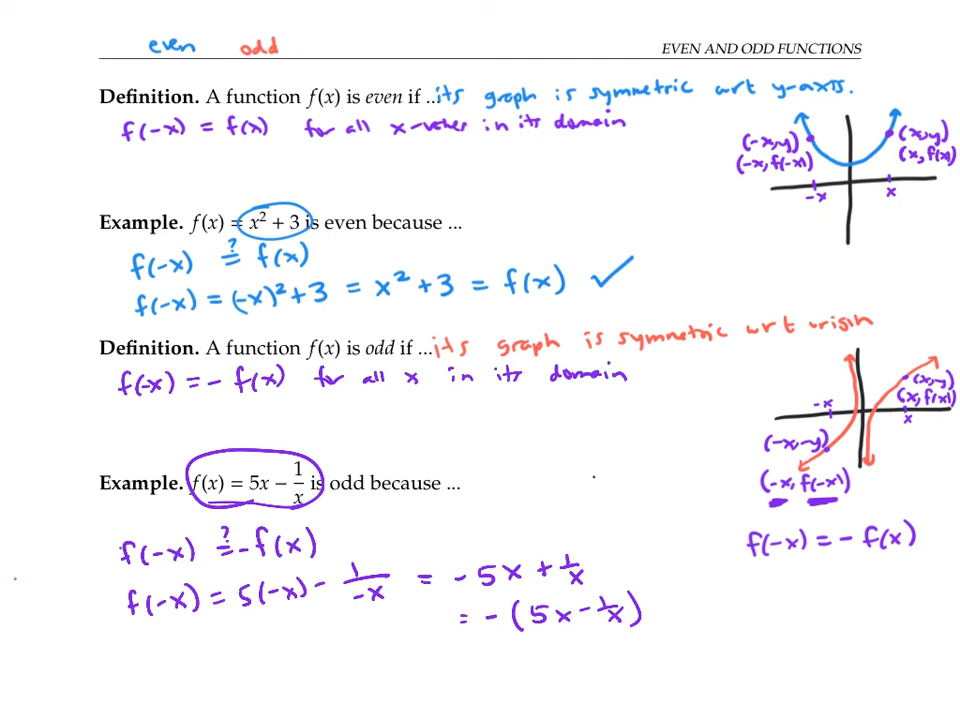 even odd
EVEN AND ODD FUNCTIONS
Definition. A function f(x) is even if ... its graph is symmetric wrt y-axis.
f(-x) = f(x) for all x-values in its domain
(-x,y) (x,y)
(-x, f(-x)) (x, f(x))
-x x
Example. f(x) = x² + 3 is even because ...
f(-x) ≟ f(x)
f(-x) = (-x)² + 3 = x² + 3 = f(x) ✓
Definition. A function f(x) is odd if ... its graph is symmetric wrt origin
f(-x) = - f(x) for all x in its domain
(x,y)
-x (x, f(x))
x
(-x,-y)
(-x, f(-x))
Example. f(x) = 5x − 1/x is odd because ...
f(-x) ≟ - f(x)
f(-x) = - f(x)
f(-x) = 5(-x) - 1/-x = - 5x + 1/x
= - (5x - 1/x)